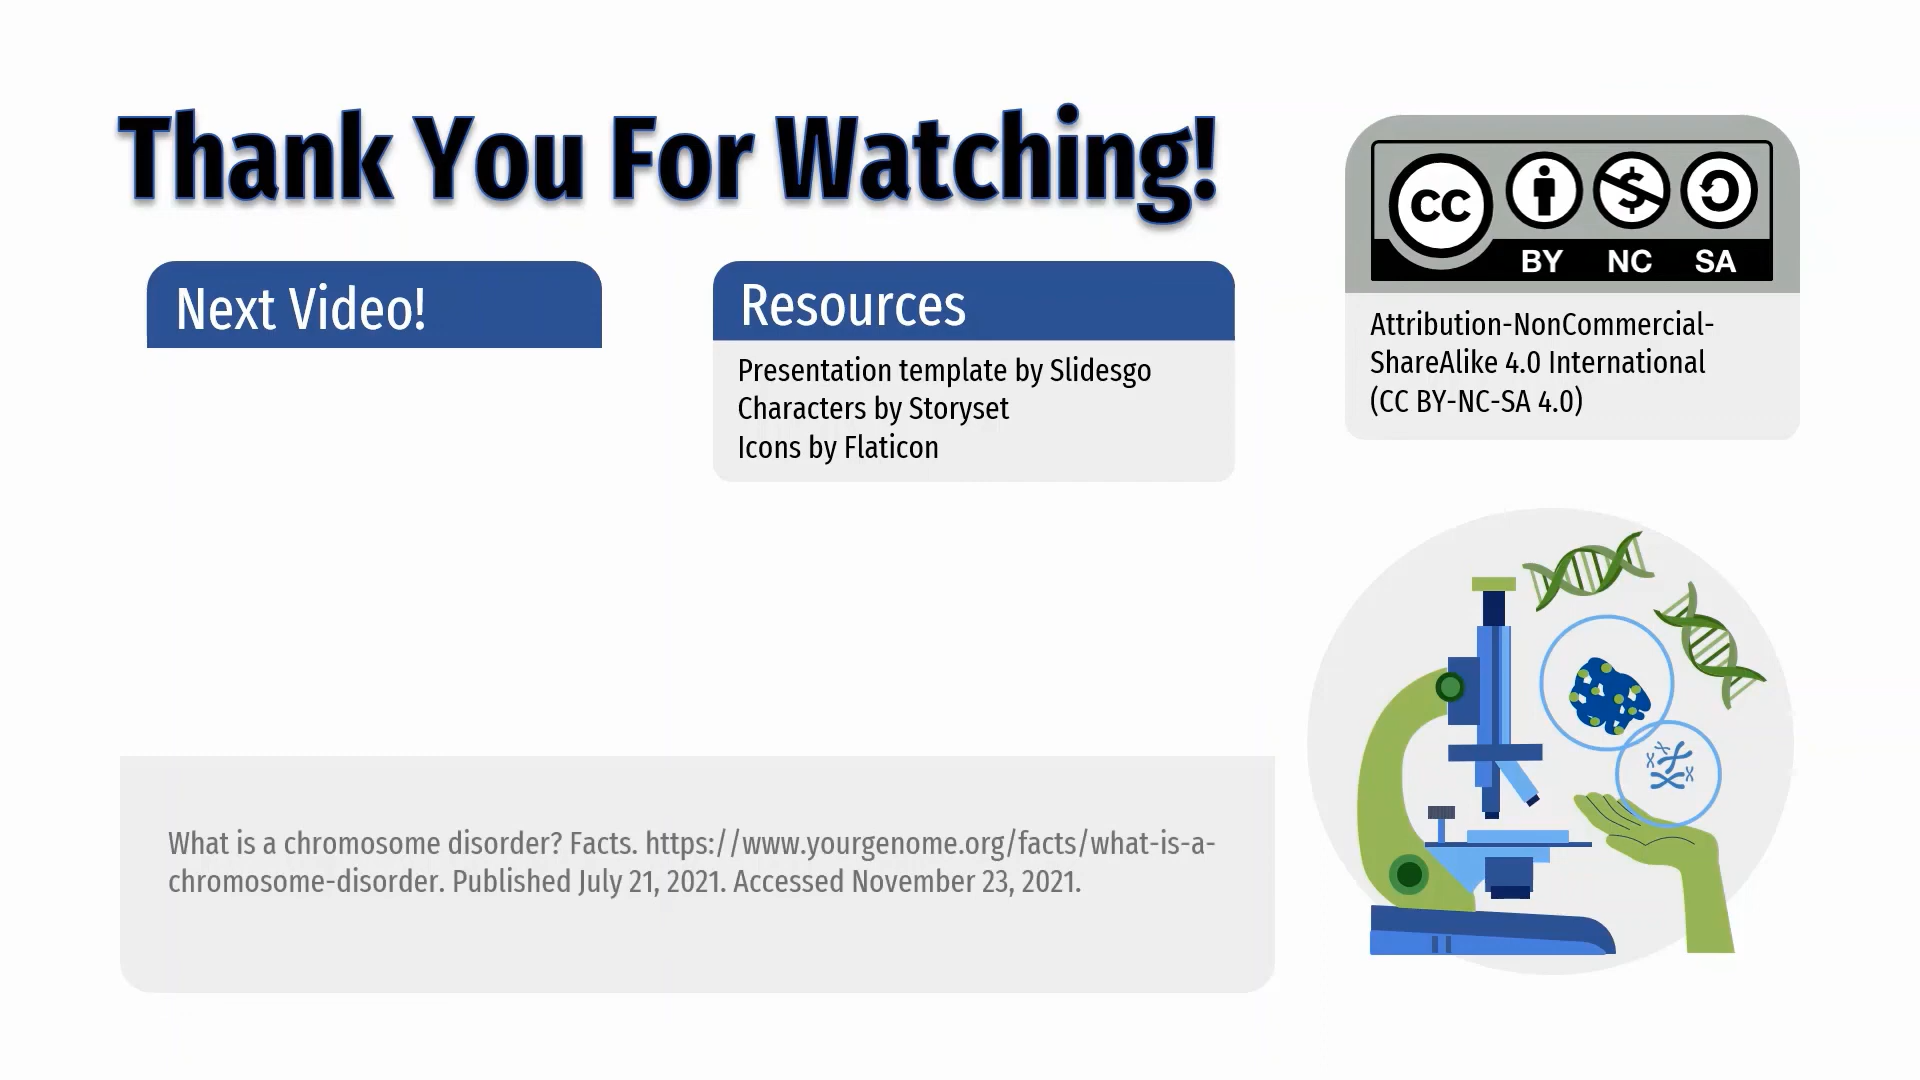 Thank You For Watching!
Next Video!
Resources
Presentation template by Slidesgo
Characters by Storyset
Icons by Flaticon
CC
BY NC SA
Attribution-NonCommercial-
ShareAlike 4.0 International
(CC BY-NC-SA 4.0)
What is a chromosome disorder? Facts. https://www.yourgenome.org/facts/what-is-a-
chromosome-disorder. Published July 21, 2021. Accessed November 23, 2021.